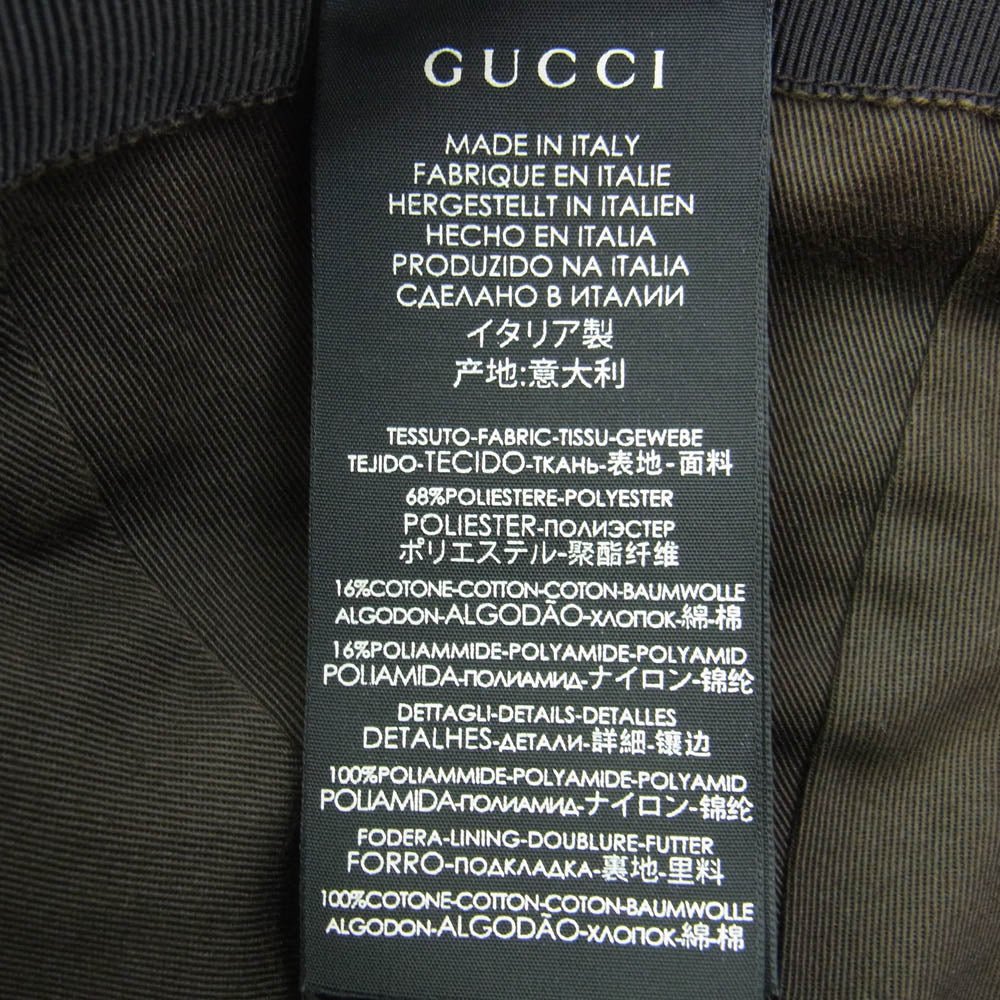 GUCCI
MADE IN ITALY
FABRIQUE EN ITALIE
HERGESTELLT IN ITALIEN
HECHO EN ITALIA
PRODUZIDO NA ITALIA
СДЕЛАНО В ИТАЛИИ
イタリア製
产地:意大利
TESSUTO-FABRIC-TISSU-GEWEBE
TEJIDO-TECIDO-ТКАНЬ-表地-面料
68%POLIESTERE-POLYESTER
POLIESTER-ПОЛИЭСТЕР
ポリエステル-聚酯纤维
16%COTONE-COTTON-COTON-BAUMWOLLE
ALGODON-ALGODÃO-ХЛОПОК-綿-棉
16%POLIAMMIDE-POLYAMIDE-POLYAMID
POLIAMIDA-ПОЛИАМИД-ナイロン-锦纶
DETTAGLI-DETAILS-DETALLES
DETALHES-ДЕТАЛИ-詳細-镶边
100%POLIAMMIDE-POLYAMIDE-POLYAMID
POLIAMIDA-ПОЛИАМИД-ナイロン-锦纶
FODERA-LINING-DOUBLURE-FUTTER
FORRO-ПОДКЛАДКА-裏地-里料
100%COTONE-COTTON-COTON-BAUMWOLLE
ALGODON-ALGODÃO-ХЛОПОК-綿-棉